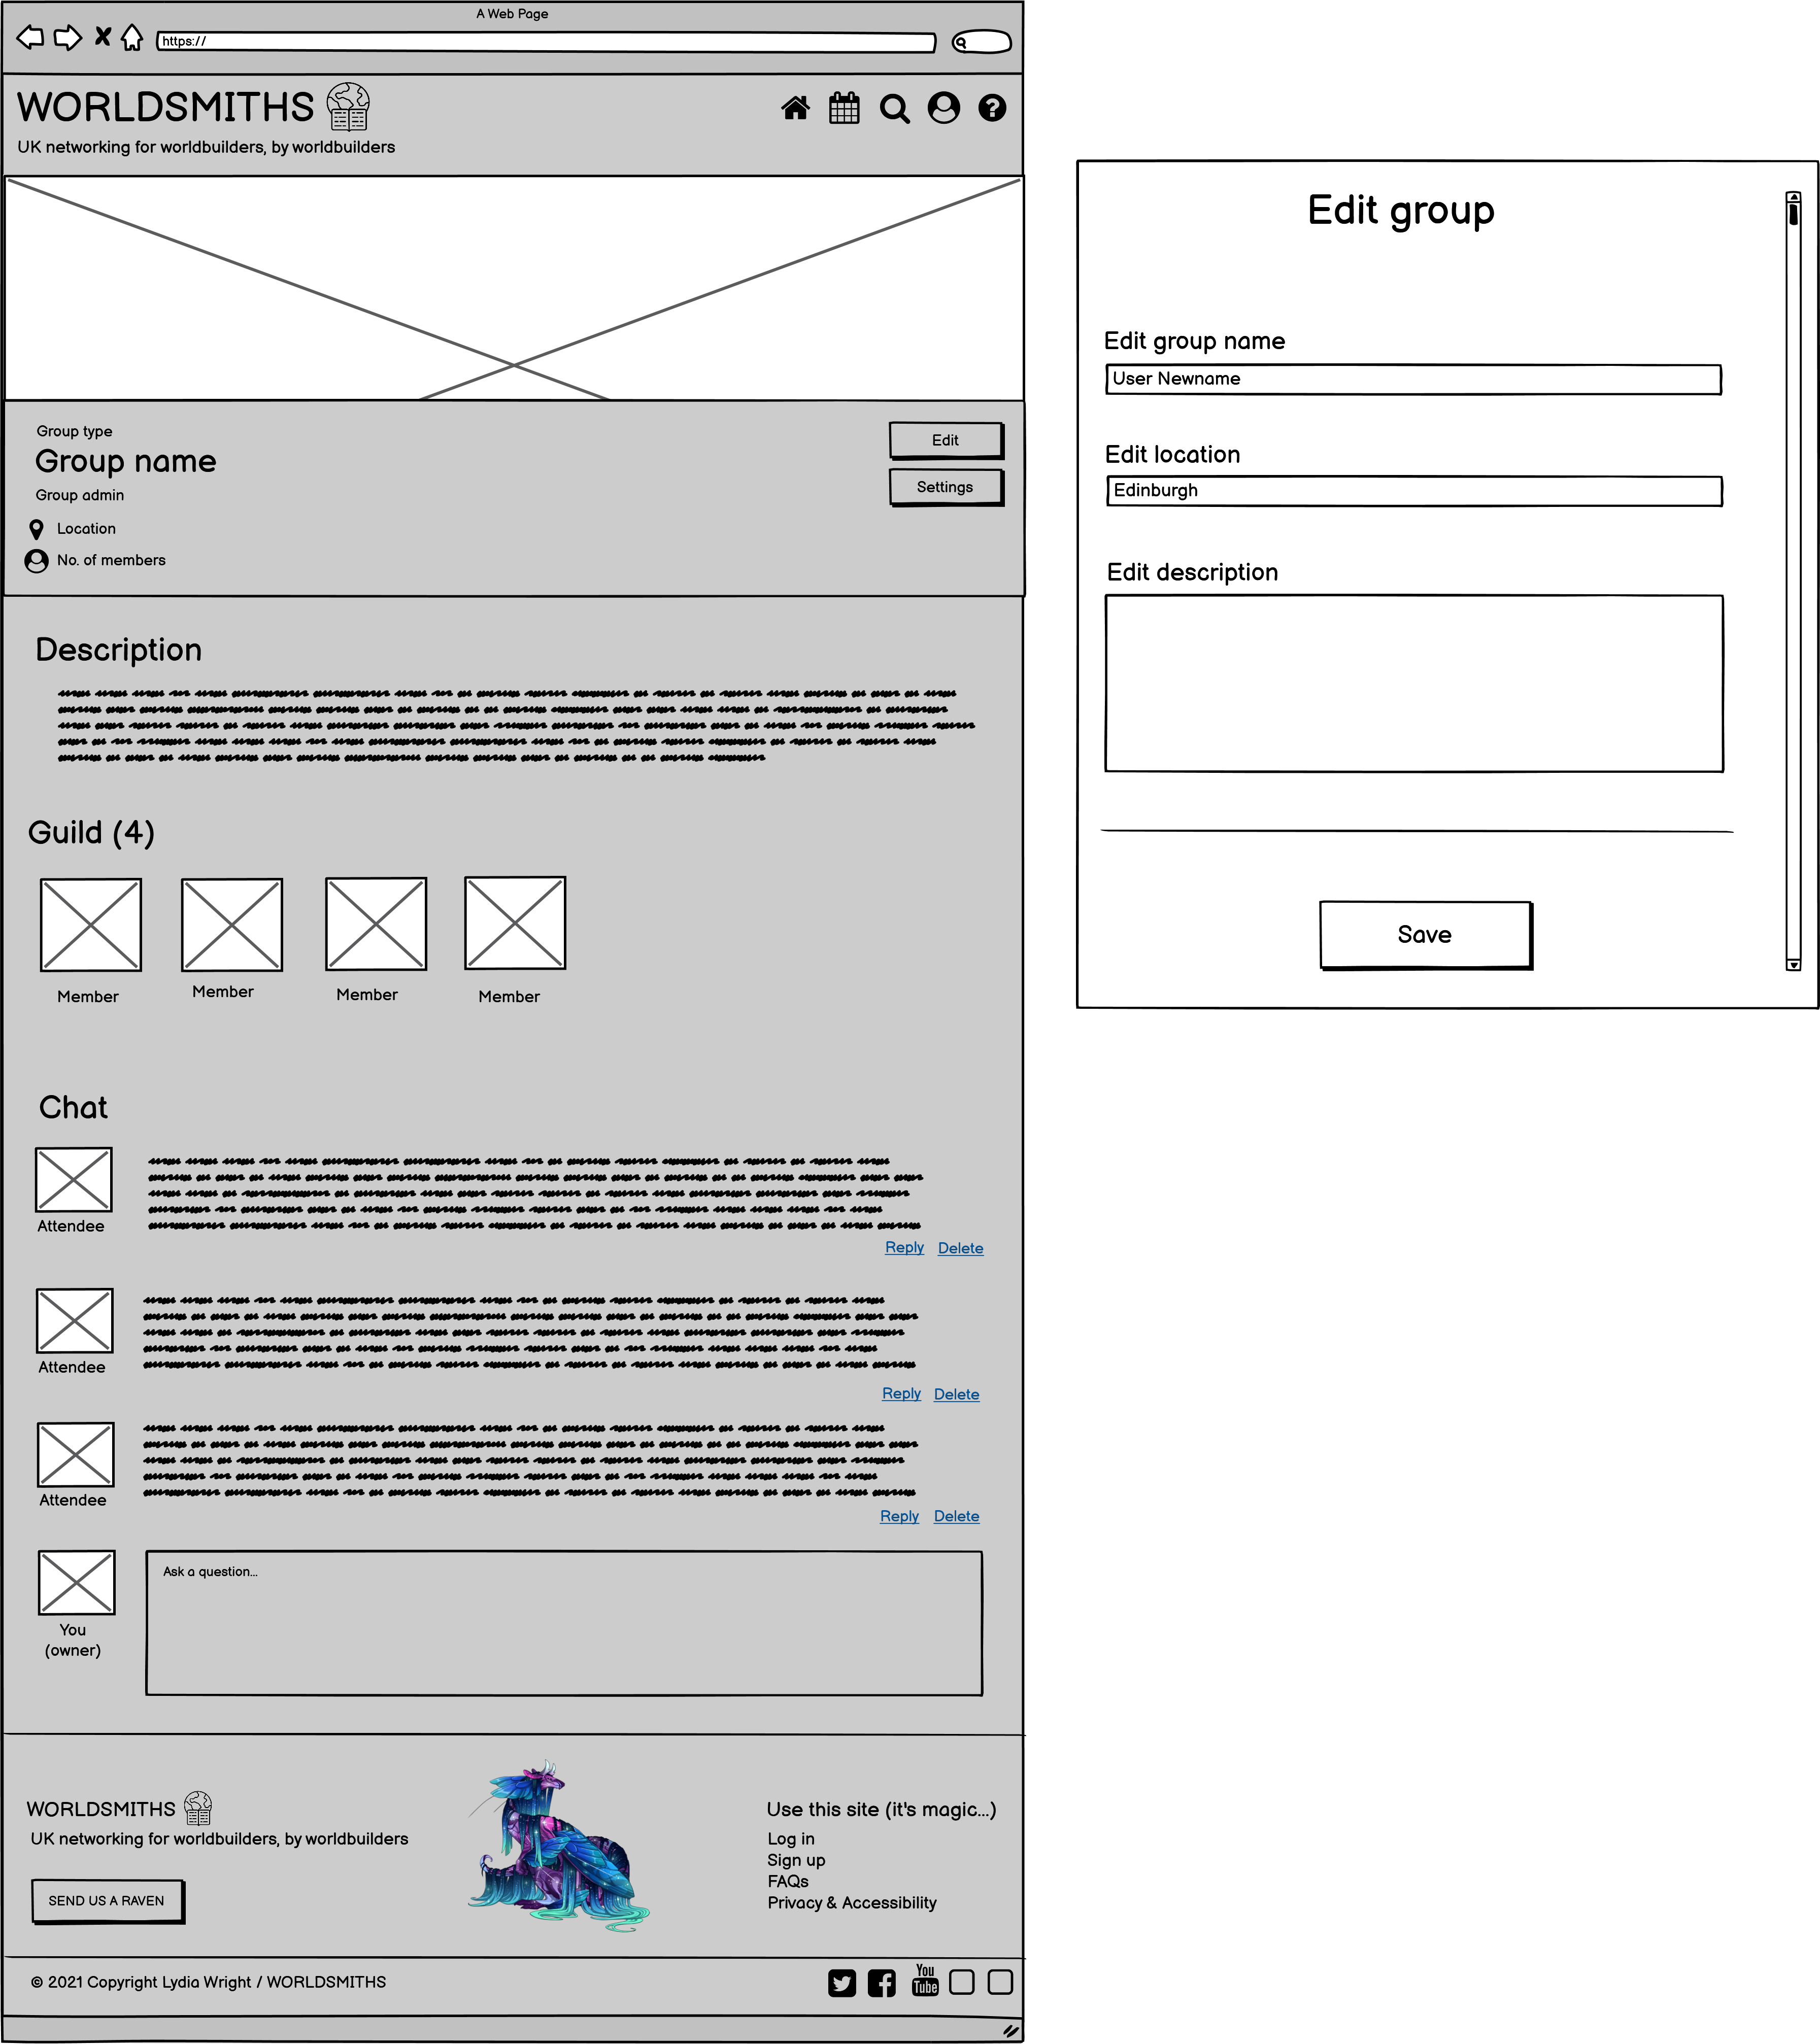 A Web Page
https://
WORLDSMITHS
UK networking for worldbuilders, by worldbuilders
Group type
Group name
Group admin
Location
No. of members
Edit
Settings
Description
Guild (4)
Member
Member
Member
Member
Chat
Attendee
Reply Delete
Attendee
Reply Delete
Attendee
Reply Delete
You
(owner)
Ask a question...
WORLDSMITHS
UK networking for worldbuilders, by worldbuilders
SEND US A RAVEN
Use this site (it's magic...)
Log in
Sign up
FAQs
Privacy & Accessibility
© 2021 Copyright Lydia Wright / WORLDSMITHS
You
Tube
Edit group
Edit group name
User Newname
Edit location
Edinburgh
Edit description
Save